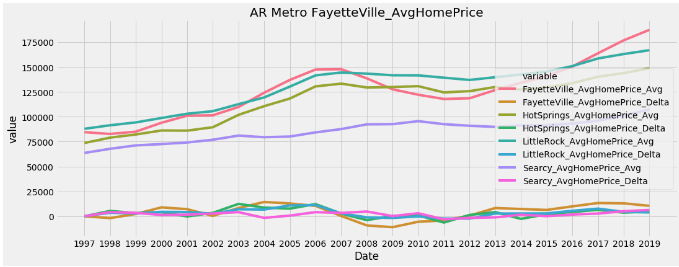 AR Metro FayetteVille_AvgHomePrice
175000
150000
125000
100000
75000
50000
25000
0
value
variable
FayetteVille_AvgHomePrice_Avg
FayetteVille_AvgHomePrice_Delta
HotSprings_AvgHomePrice_Avg
HotSprings_AvgHomePrice_Delta
LittleRock_AvgHomePrice_Avg
LittleRock_AvgHomePrice_Delta
Searcy_AvgHomePrice_Avg
Searcy_AvgHomePrice_Delta
1997 1998 1999 2000 2001 2002 2003 2004 2005 2006 2007 2008 2009 2010 2011 2012 2013 2014 2015 2016 2017 2018 2019
Date